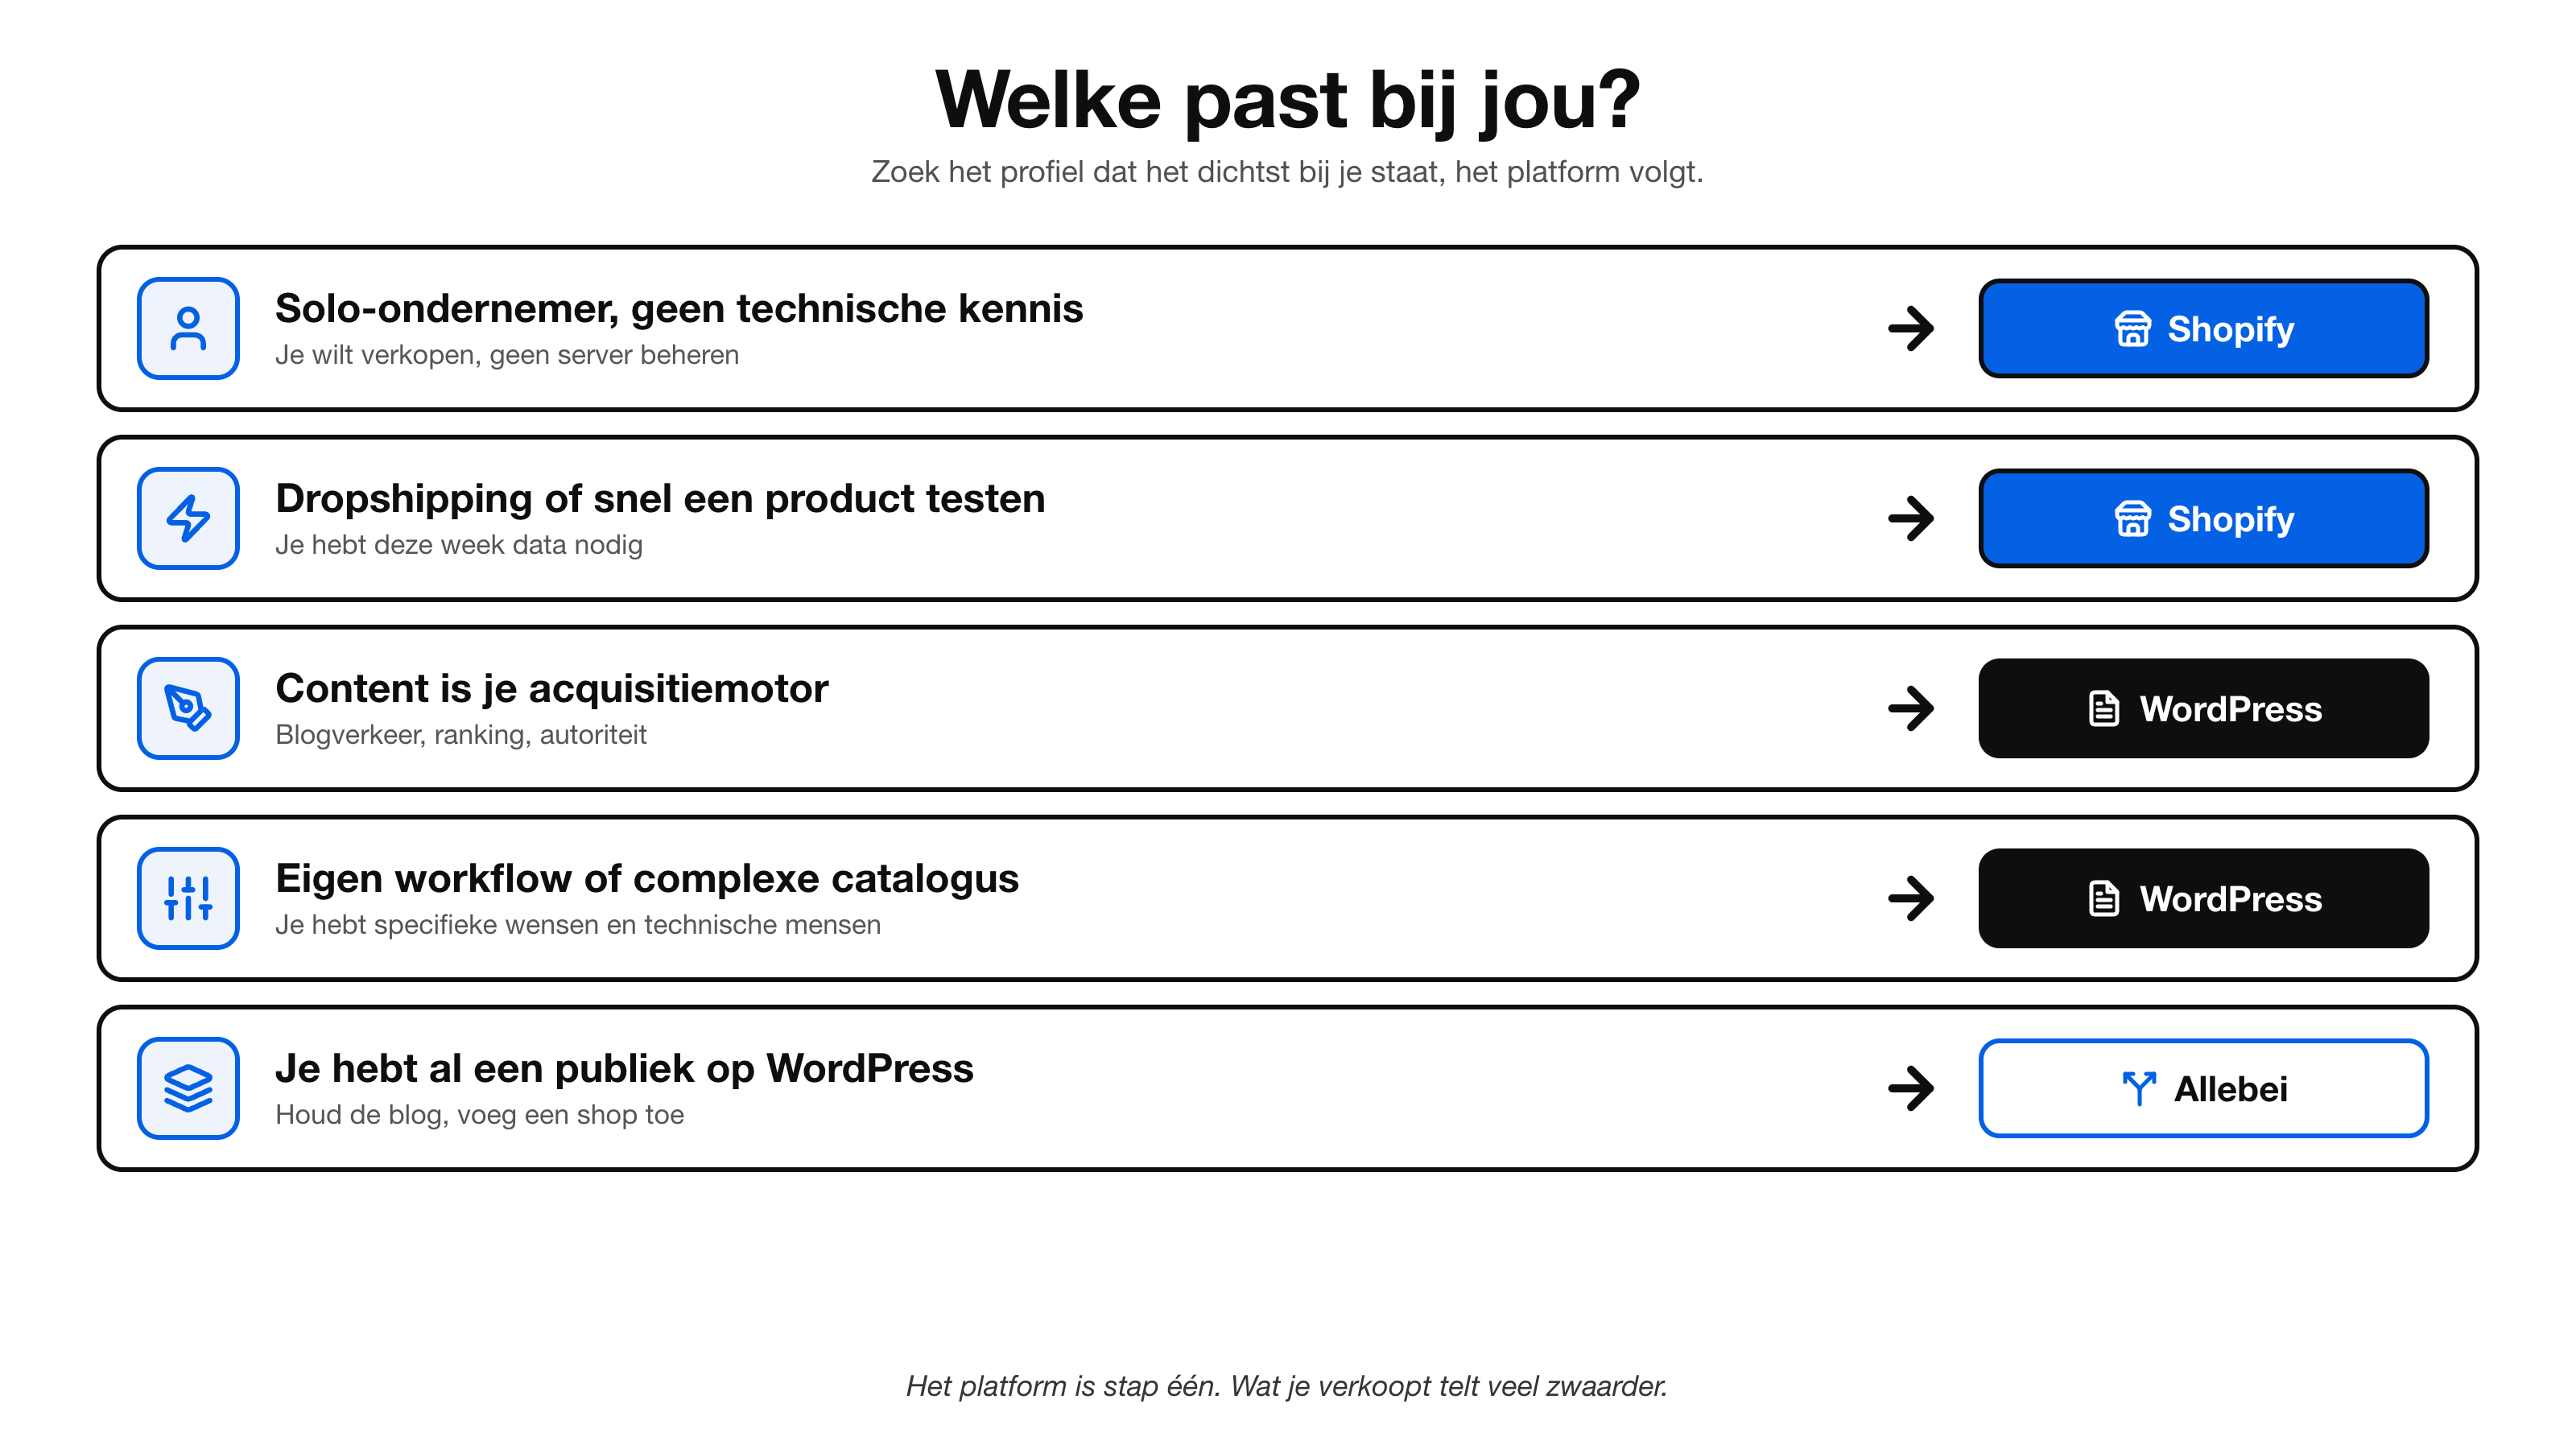 Welke past bij jou?
Zoek het profiel dat het dichtst bij je staat, het platform volgt.
Solo-ondernemer, geen technische kennis
Je wilt verkopen, geen server beheren
Shopify
Dropshipping of snel een product testen
Je hebt deze week data nodig
Shopify
Content is je acquisitiemotor
Blogverkeer, ranking, autoriteit
WordPress
Eigen workflow of complexe catalogus
Je hebt specifieke wensen en technische mensen
WordPress
Je hebt al een publiek op WordPress
Houd de blog, voeg een shop toe
Allebei
Het platform is stap één. Wat je verkoopt telt veel zwaarder.